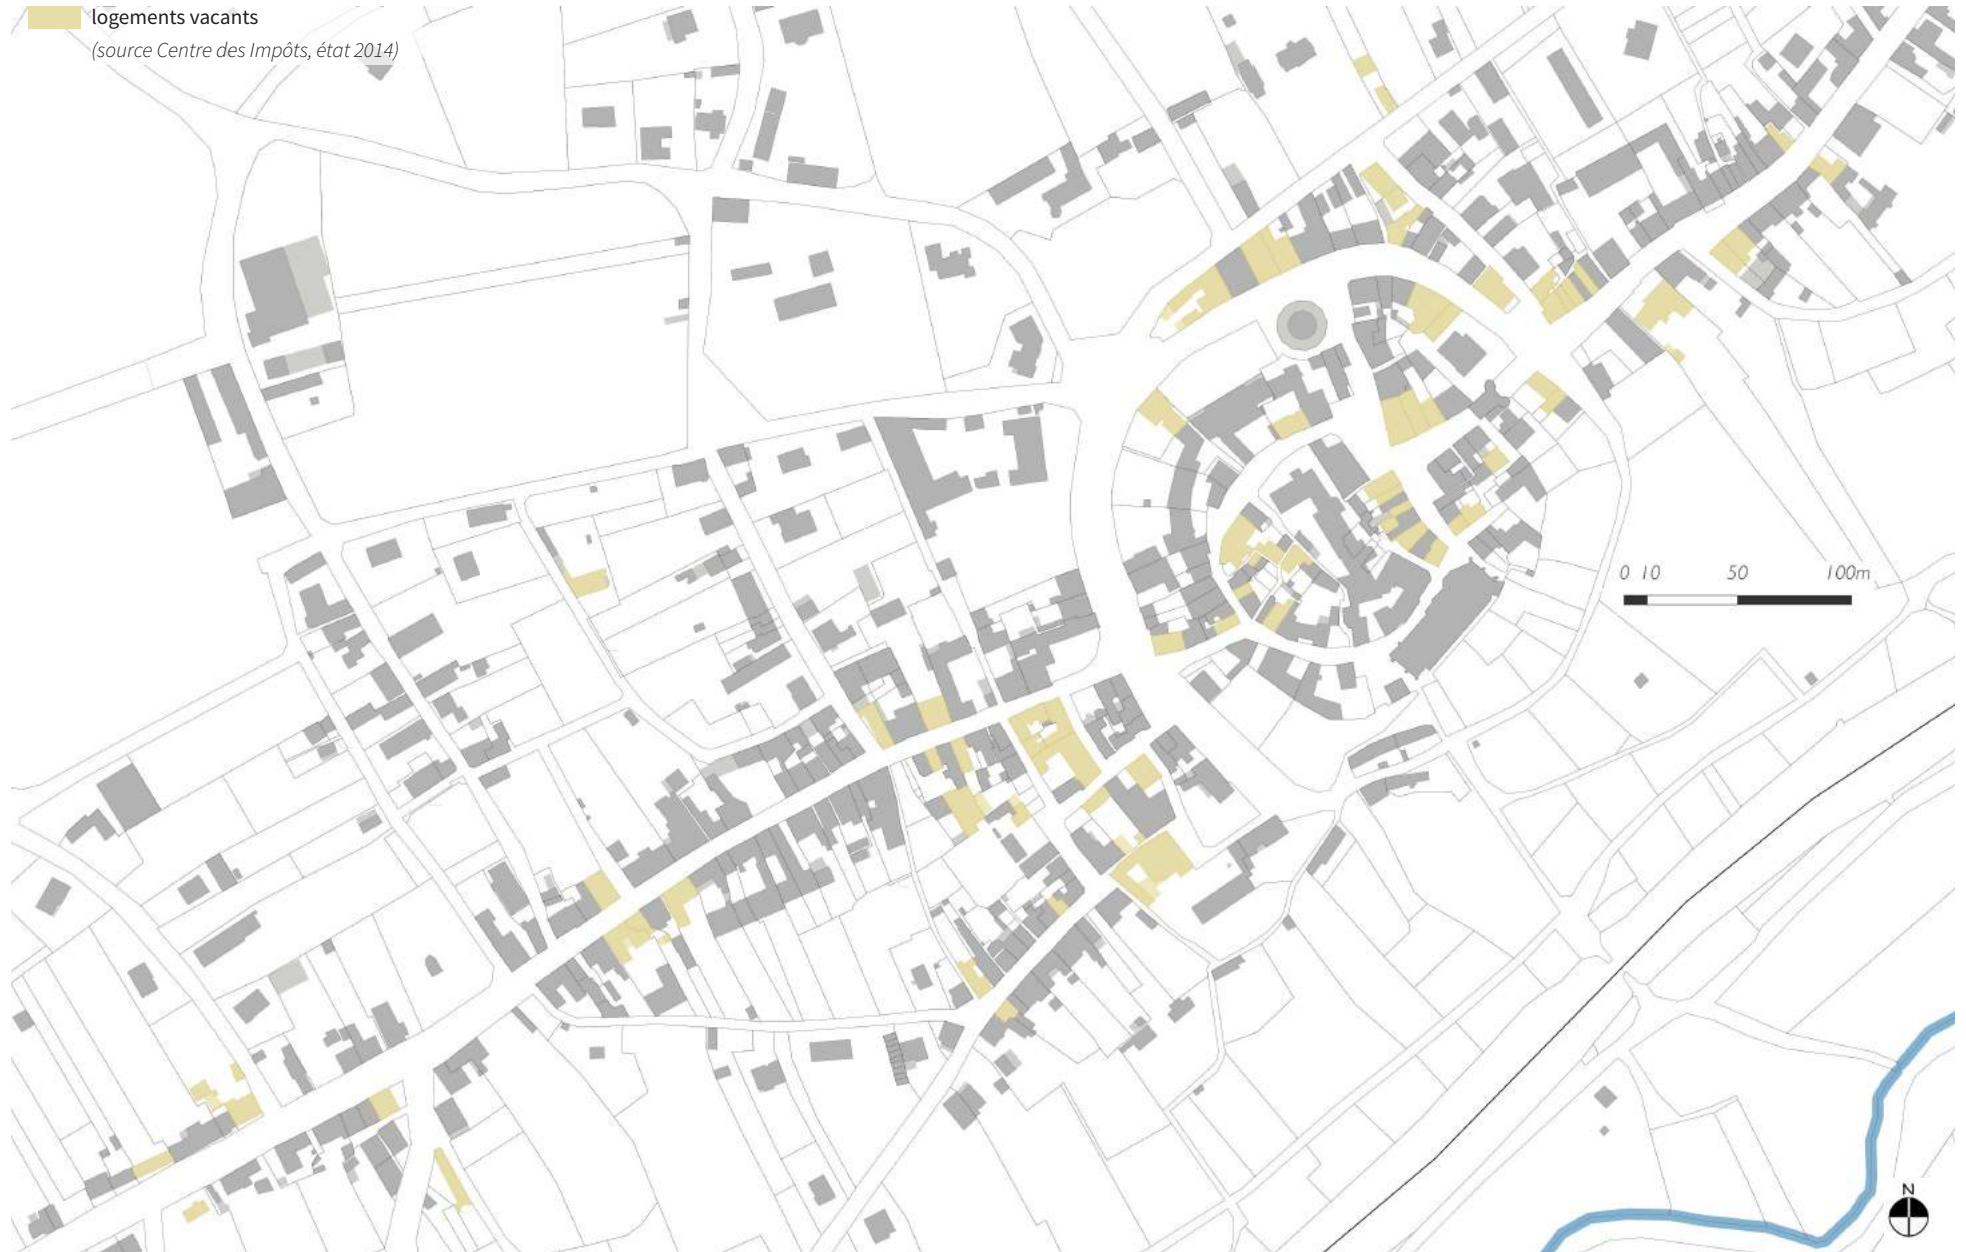 logements vacants
(source Centre des Impôts, état 2014)
0 10 50 100m
N